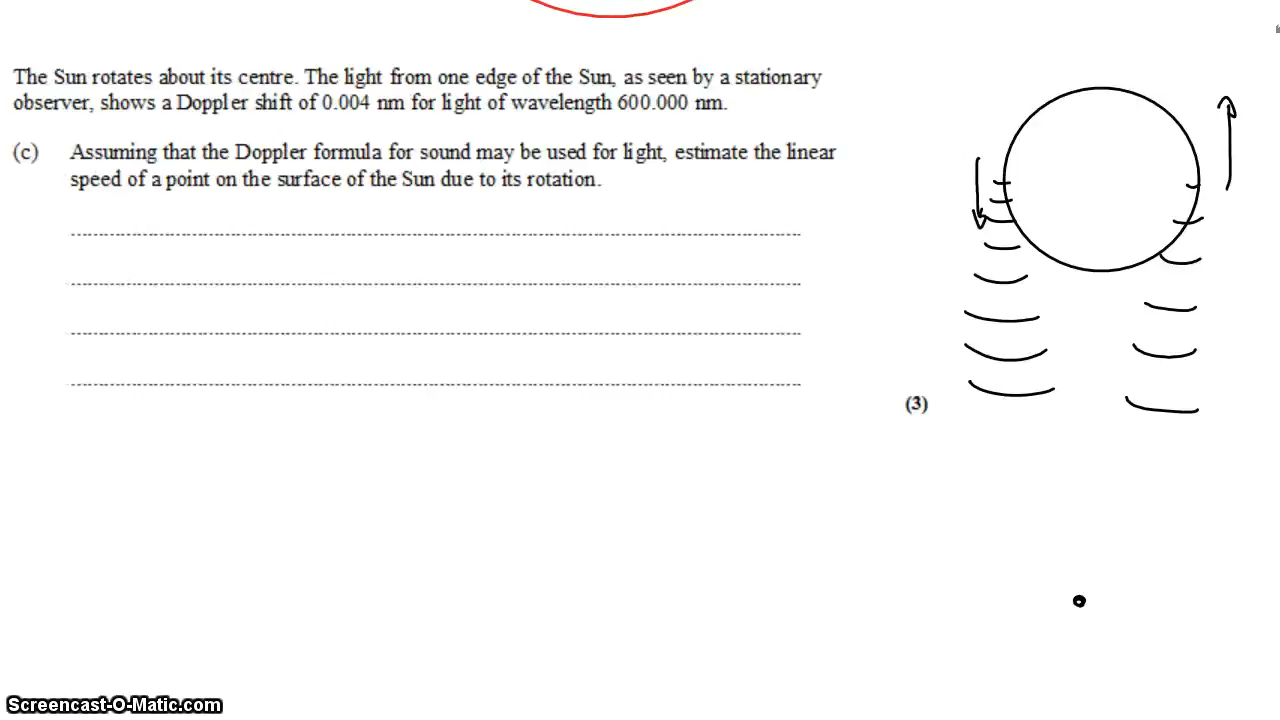 The Sun rotates about its centre. The light from one edge of the Sun, as seen by a stationary
observer, shows a Doppler shift of 0.004 nm for light of wavelength 600.000 nm.
(c) Assuming that the Doppler formula for sound may be used for light, estimate the linear
speed of a point on the surface of the Sun due to its rotation.
(3)
Screencast-O-Matic.com